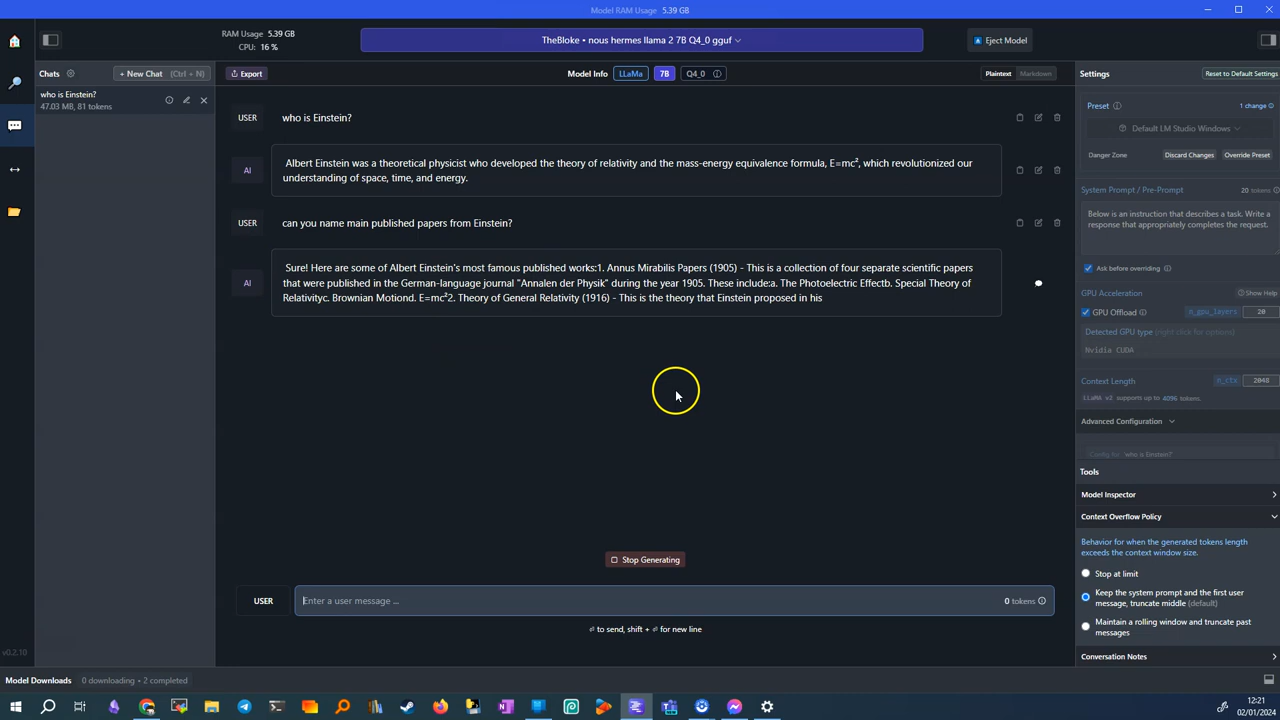 Model RAM Usage 5.39 GB
RAM Usage 5.39 GB
CPU: 16 %
TheBloke • nous hermes llama 2 7B Q4_0 gguf
Eject Model
Chats
+ New Chat (Ctrl + N)
Export
Model Info LLaMa 7B Q4_0
Plaintext Markdown
Settings
Reset to Default Settings
who is Einstein?
47.03 MB, 81 tokens
USER who is Einstein?
AI Albert Einstein was a theoretical physicist who developed the theory of relativity and the mass-energy equivalence formula, E=mc², which revolutionized our
understanding of space, time, and energy.
USER can you name main published papers from Einstein?
AI Sure! Here are some of Albert Einstein's most famous published works:1. Annus Mirabilis Papers (1905) - This is a collection of four separate scientific papers
that were published in the German-language journal "Annalen der Physik" during the year 1905. These include:a. The Photoelectric Effectb. Special Theory of
Relativityc. Brownian Motiond. E=mc²2. Theory of General Relativity (1916) - This is the theory that Einstein proposed in his
Stop Generating
USER Enter a user message ... 0 tokens
to send, shift + for new line
Preset 1 change
Default LM Studio Windows
Danger Zone Discard Changes Override Preset
System Prompt / Pre-Prompt 20 tokens
Below is an instruction that describes a task. Write a
response that appropriately completes the request.
Ask before overriding
GPU Acceleration Show Help
GPU Offload n_gpu_layers 20
Detected GPU type (right click for options)
Nvidia CUDA
Context Length n_ctx 2048
LLaMA v2 supports up to 4096 tokens.
Advanced Configuration
Config for 'who is Einstein?'
Tools
Model Inspector
Context Overflow Policy
Behavior for when the generated tokens length
exceeds the context window size.
Stop at limit
Keep the system prompt and the first user
message, truncate middle (default)
Maintain a rolling window and truncate past
messages
Conversation Notes
v0.2.10
Model Downloads 0 downloading • 2 completed
12:21
02/01/2024